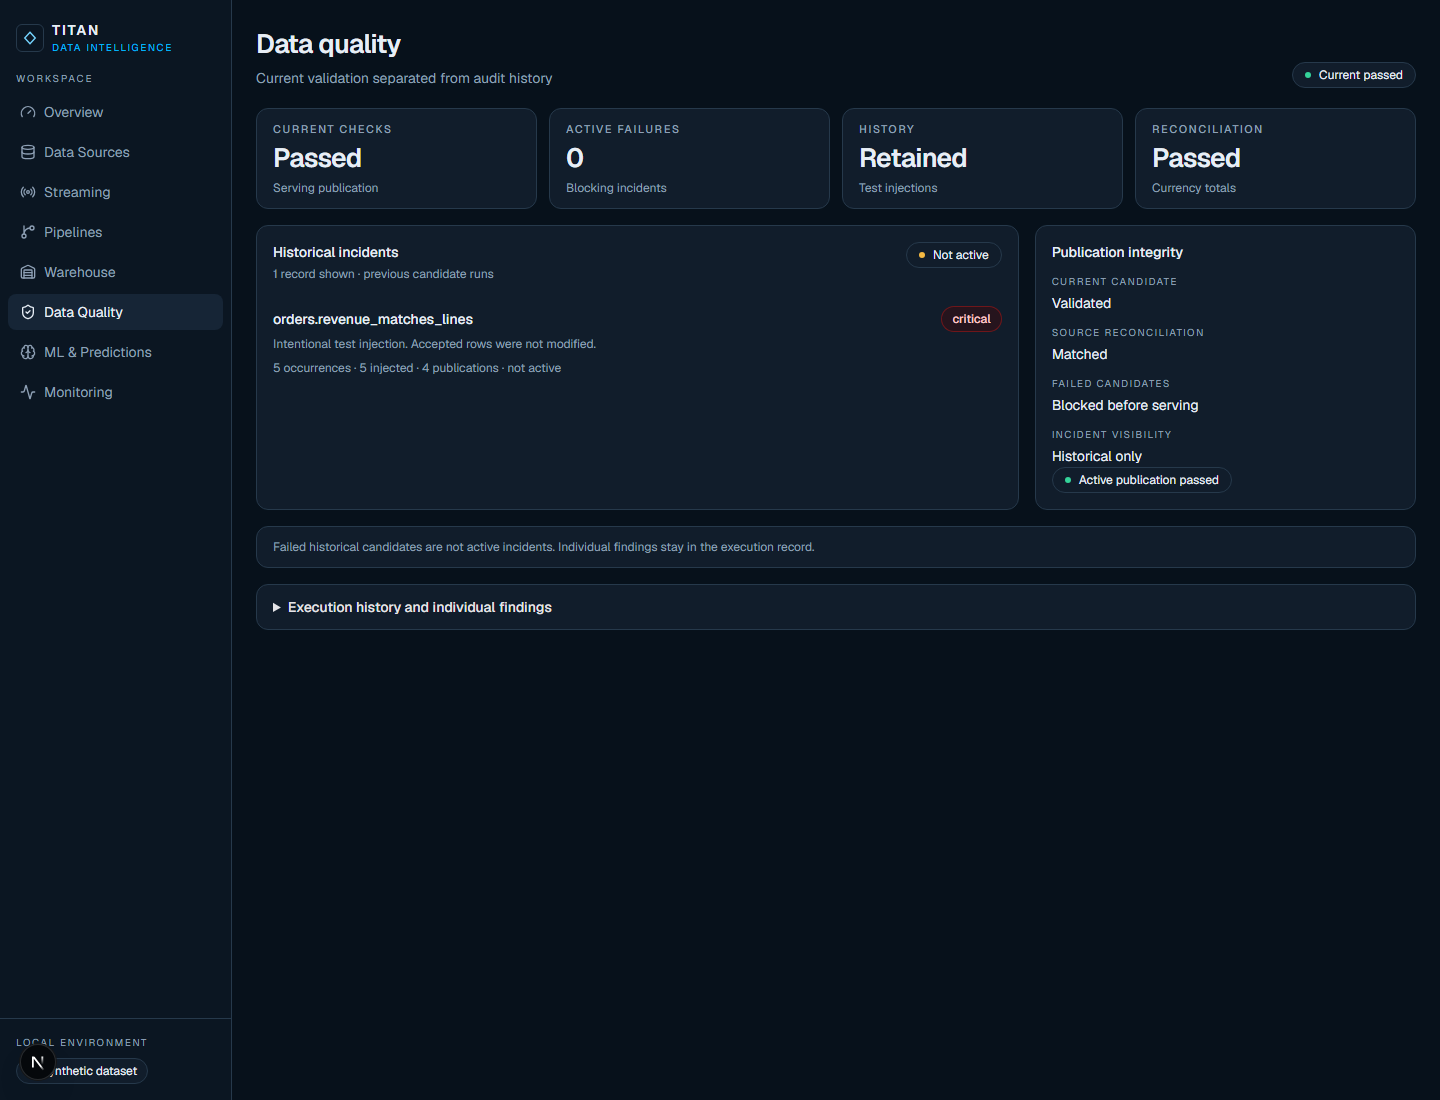 TITAN
DATA INTELLIGENCE
WORKSPACE
Overview
Data Sources
Streaming
Pipelines
Warehouse
Data Quality
ML & Predictions
Monitoring
LOCAL ENVIRONMENT
N
nthetic dataset
Data quality
Current validation separated from audit history
Current passed
CURRENT CHECKS
Passed
Serving publication
ACTIVE FAILURES
0
Blocking incidents
HISTORY
Retained
Test injections
RECONCILIATION
Passed
Currency totals
Historical incidents
1 record shown · previous candidate runs
Not active
orders.revenue_matches_lines
critical
Intentional test injection. Accepted rows were not modified.
5 occurrences · 5 injected · 4 publications · not active
Publication integrity
CURRENT CANDIDATE
Validated
SOURCE RECONCILIATION
Matched
FAILED CANDIDATES
Blocked before serving
INCIDENT VISIBILITY
Historical only
Active publication passed
Failed historical candidates are not active incidents. Individual findings stay in the execution record.
Execution history and individual findings